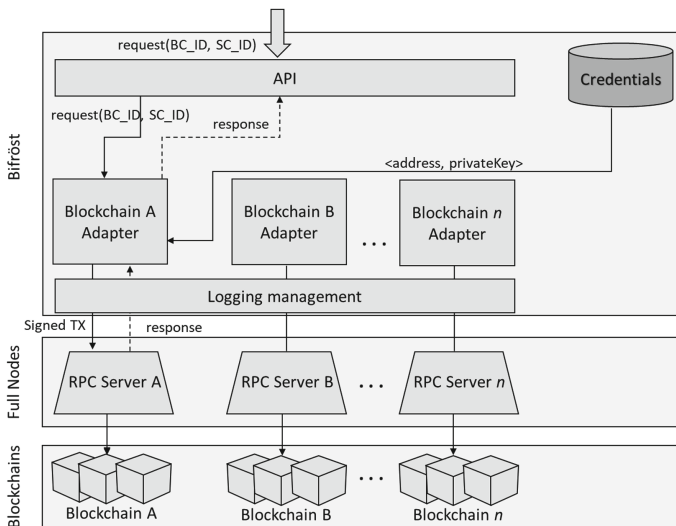 request(BC_ID, SC_ID)
API
Credentials
request(BC_ID, SC_ID)
response
<address, privateKey>
Bifröst
Blockchain A
Adapter
Blockchain B
Adapter
...
Blockchain n
Adapter
Logging management
Signed TX
response
Full Nodes
RPC Server A
RPC Server B
...
RPC Server n
Blockchains
...
Blockchain A
Blockchain B
Blockchain n